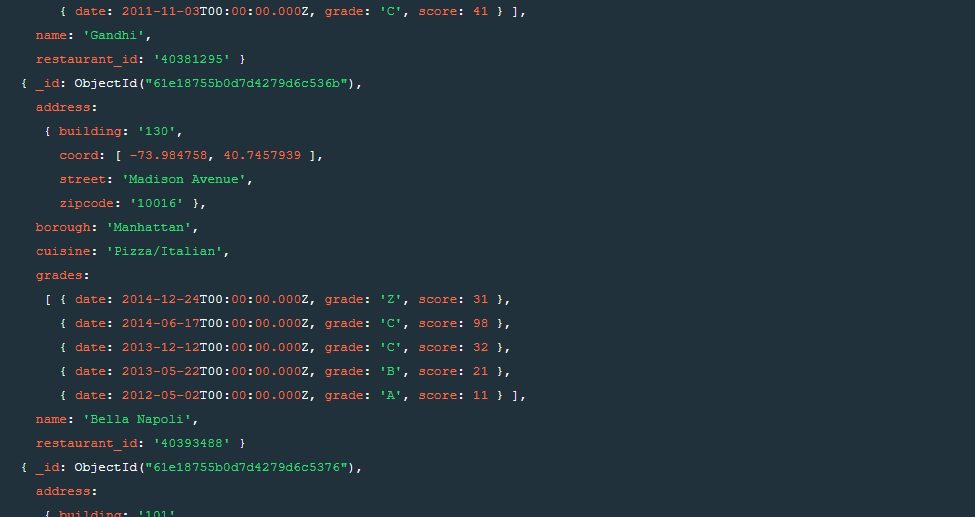 { date: 2011-11-03T00:00:00.000Z, grade: 'C', score: 41 } ],
name: 'Gandhi',
restaurant_id: '40381295' }
{ _id: ObjectId("61e18755b0d7d4279d6c536b"),
address:
{ building: '130',
coord: [ -73.984758, 40.7457939 ],
street: 'Madison Avenue',
zipcode: '10016' },
borough: 'Manhattan',
cuisine: 'Pizza/Italian',
grades:
[ { date: 2014-12-24T00:00:00.000Z, grade: 'Z', score: 31 },
{ date: 2014-06-17T00:00:00.000Z, grade: 'C', score: 98 },
{ date: 2013-12-12T00:00:00.000Z, grade: 'C', score: 32 },
{ date: 2013-05-22T00:00:00.000Z, grade: 'B', score: 21 },
{ date: 2012-05-02T00:00:00.000Z, grade: 'A', score: 11 } ],
name: 'Bella Napoli',
restaurant_id: '40393488' }
{ _id: ObjectId("61e18755b0d7d4279d6c5376"),
address:
{ building: '101'